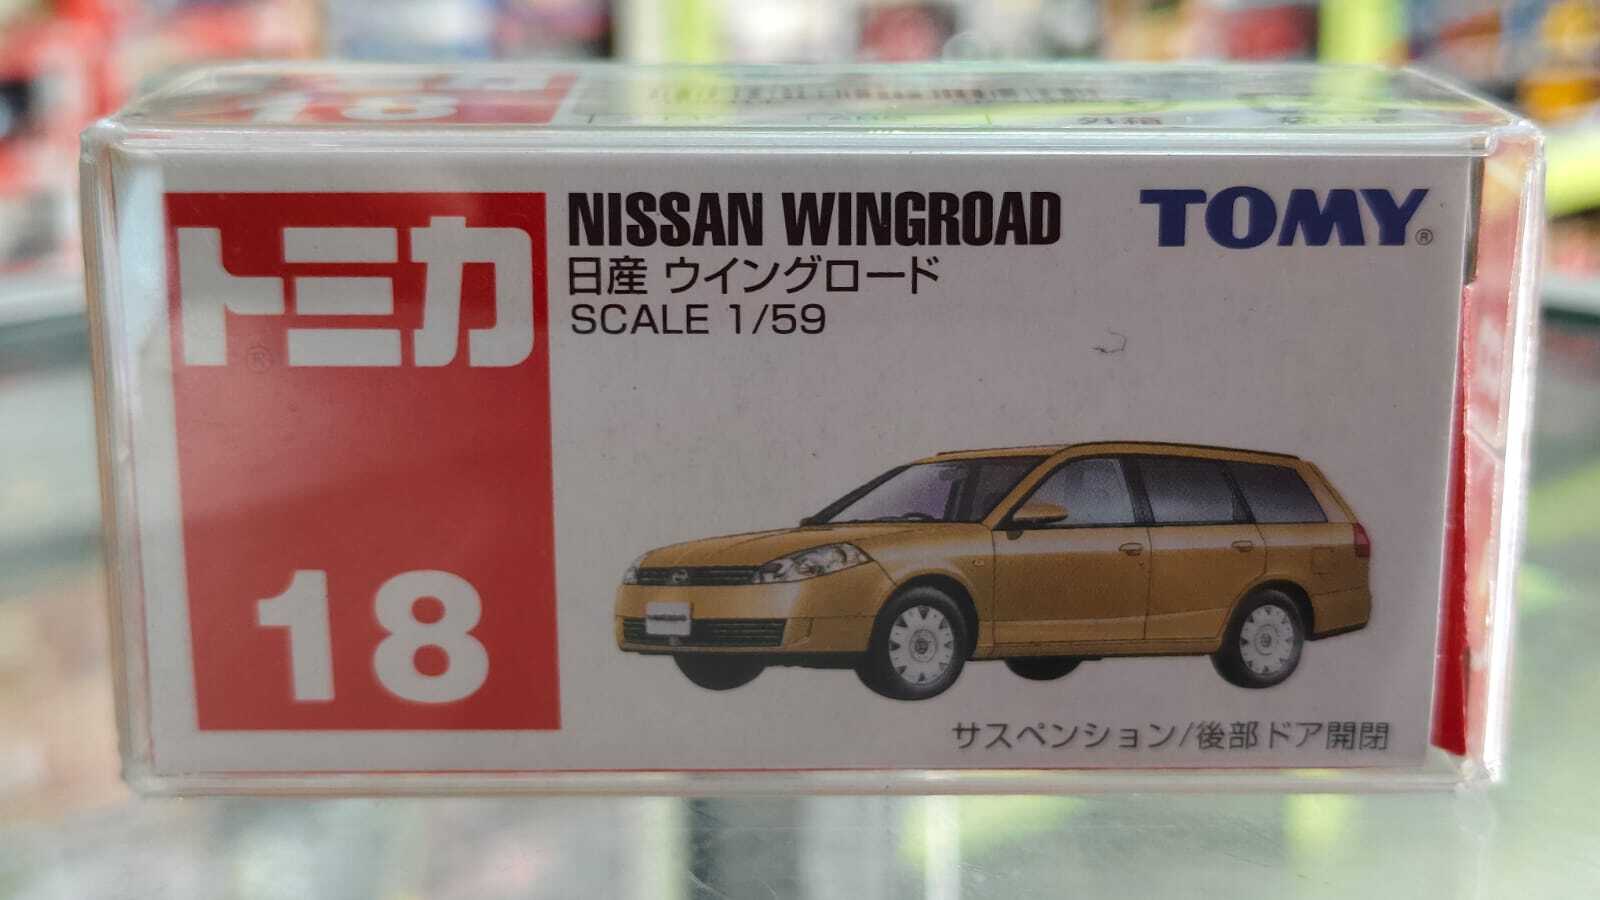 18
トミカ®
NISSAN WINGROAD
TOMY®
日産 ウイングロード
SCALE 1/59
18
サスペンション/後部ドア開閉